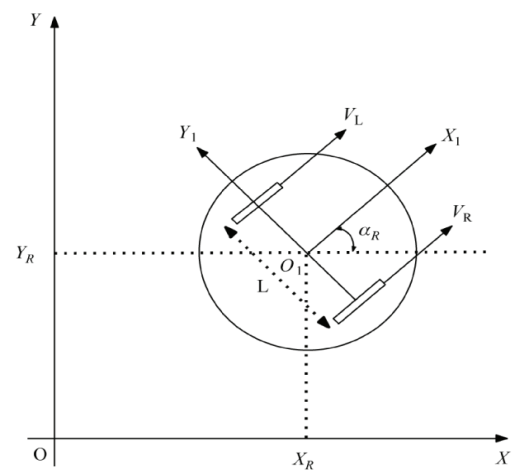 Y
V_L
Y_1
X_1
V_R
α_R
Y_R
O_1
L
O
X_R
X